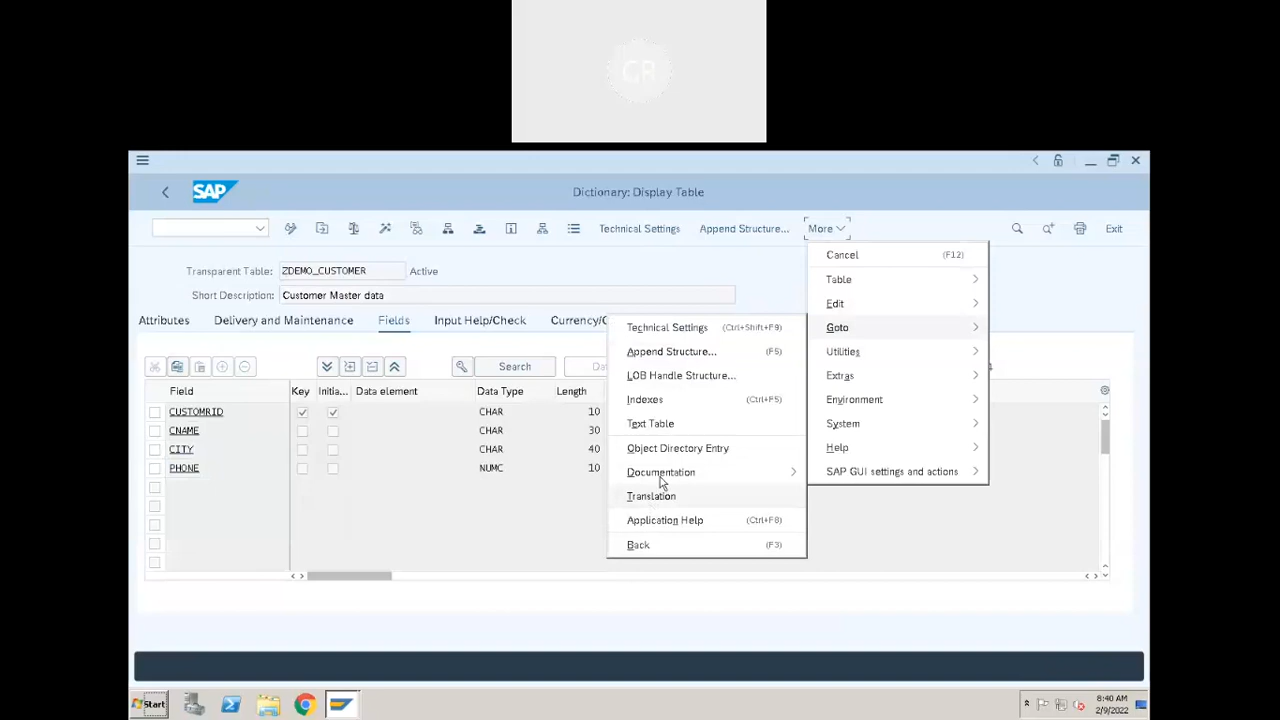 GR
SAP
Dictionary: Display Table
Technical Settings
Append Structure...
More
Exit
Transparent Table:
ZDEMO_CUSTOMER
Active
Short Description:
Customer Master data
Attributes
Delivery and Maintenance
Fields
Input Help/Check
Currency/
Search
Field
Key
Initia...
Data element
Data Type
Length
CUSTOMRID
CHAR
10
CNAME
CHAR
30
CITY
CHAR
40
PHONE
NUMC
10
Cancel (F12)
Table
Edit
Goto
Utilities
Extras
Environment
System
Help
SAP GUI settings and actions
Technical Settings (Ctrl+Shift+F9)
Append Structure... (F5)
LOB Handle Structure...
Indexes (Ctrl+F5)
Text Table
Object Directory Entry
Documentation
Translation
Application Help (Ctrl+F8)
Back (F3)
Start
8:40 AM
2/9/2022